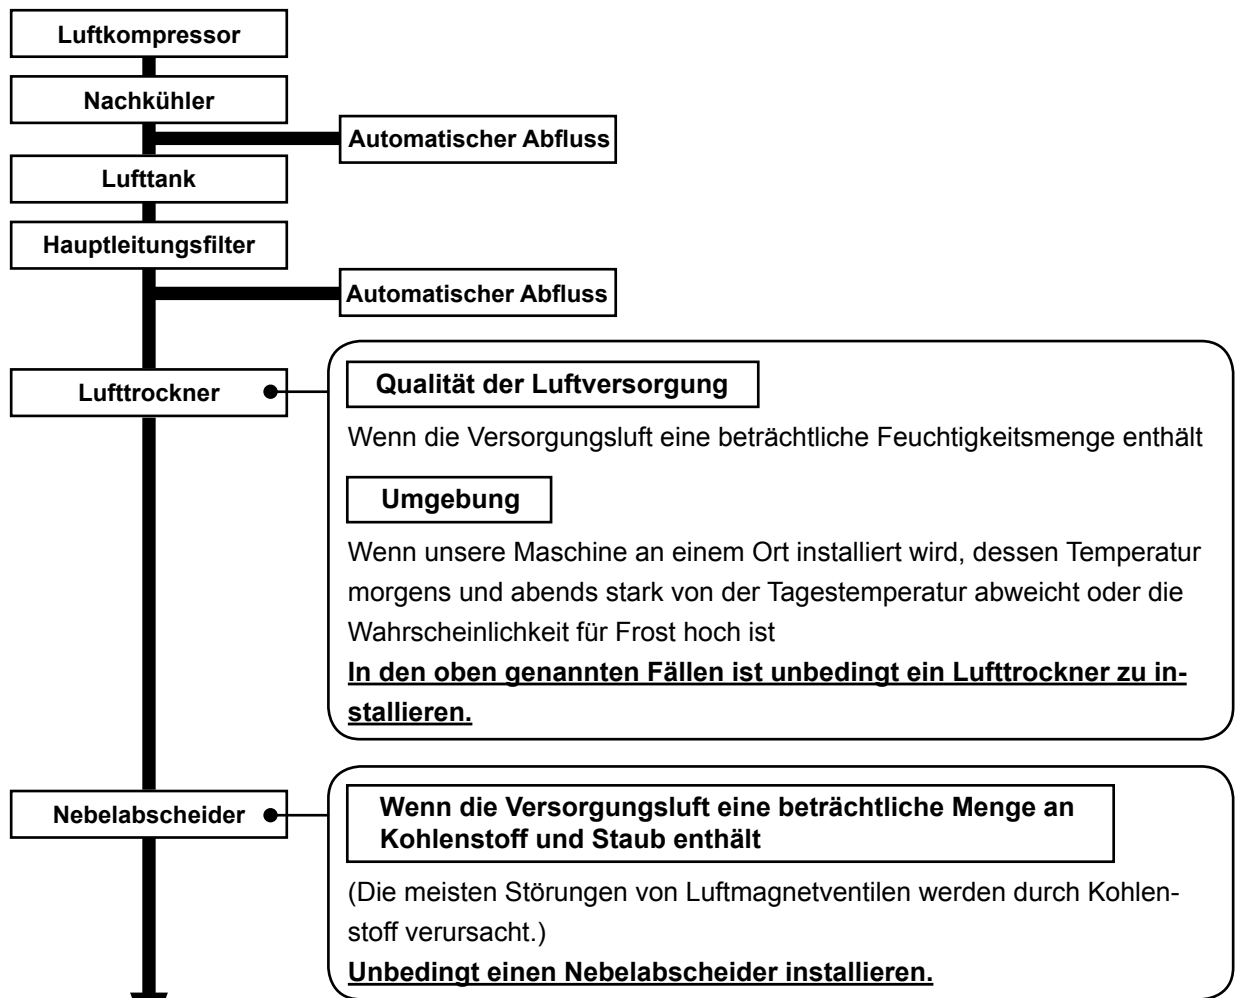 Luftkompressor
Nachkühler
Automatischer Abfluss
Lufttank
Hauptleitungsfilter
Automatischer Abfluss
Lufttrockner
Qualität der Luftversorgung
Wenn die Versorgungsluft eine beträchtliche Feuchtigkeitsmenge enthält
Umgebung
Wenn unsere Maschine an einem Ort installiert wird, dessen Temperatur
morgens und abends stark von der Tagestemperatur abweicht oder die
Wahrscheinlichkeit für Frost hoch ist
In den oben genannten Fällen ist unbedingt ein Lufttrockner zu in-
stallieren.
Nebelabscheider
Wenn die Versorgungsluft eine beträchtliche Menge an
Kohlenstoff und Staub enthält
(Die meisten Störungen von Luftmagnetventilen werden durch Kohlen-
stoff verursacht.)
Unbedingt einen Nebelabscheider installieren.